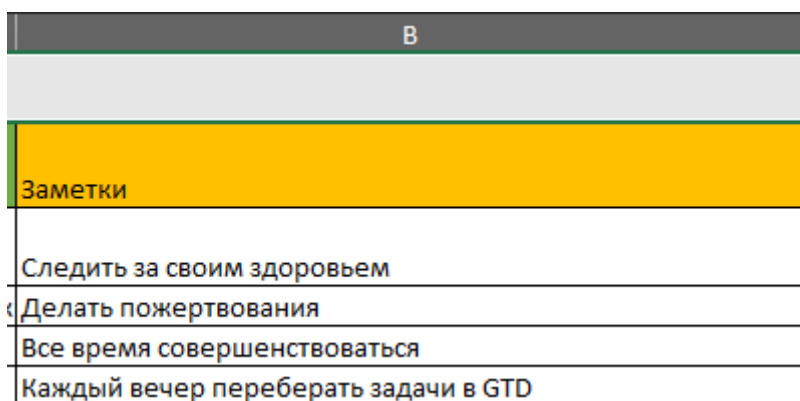 B
Заметки
Следить за своим здоровьем
Делать пожертвования
Все время совершенствоваться
Каждый вечер переберать задачи в GTD